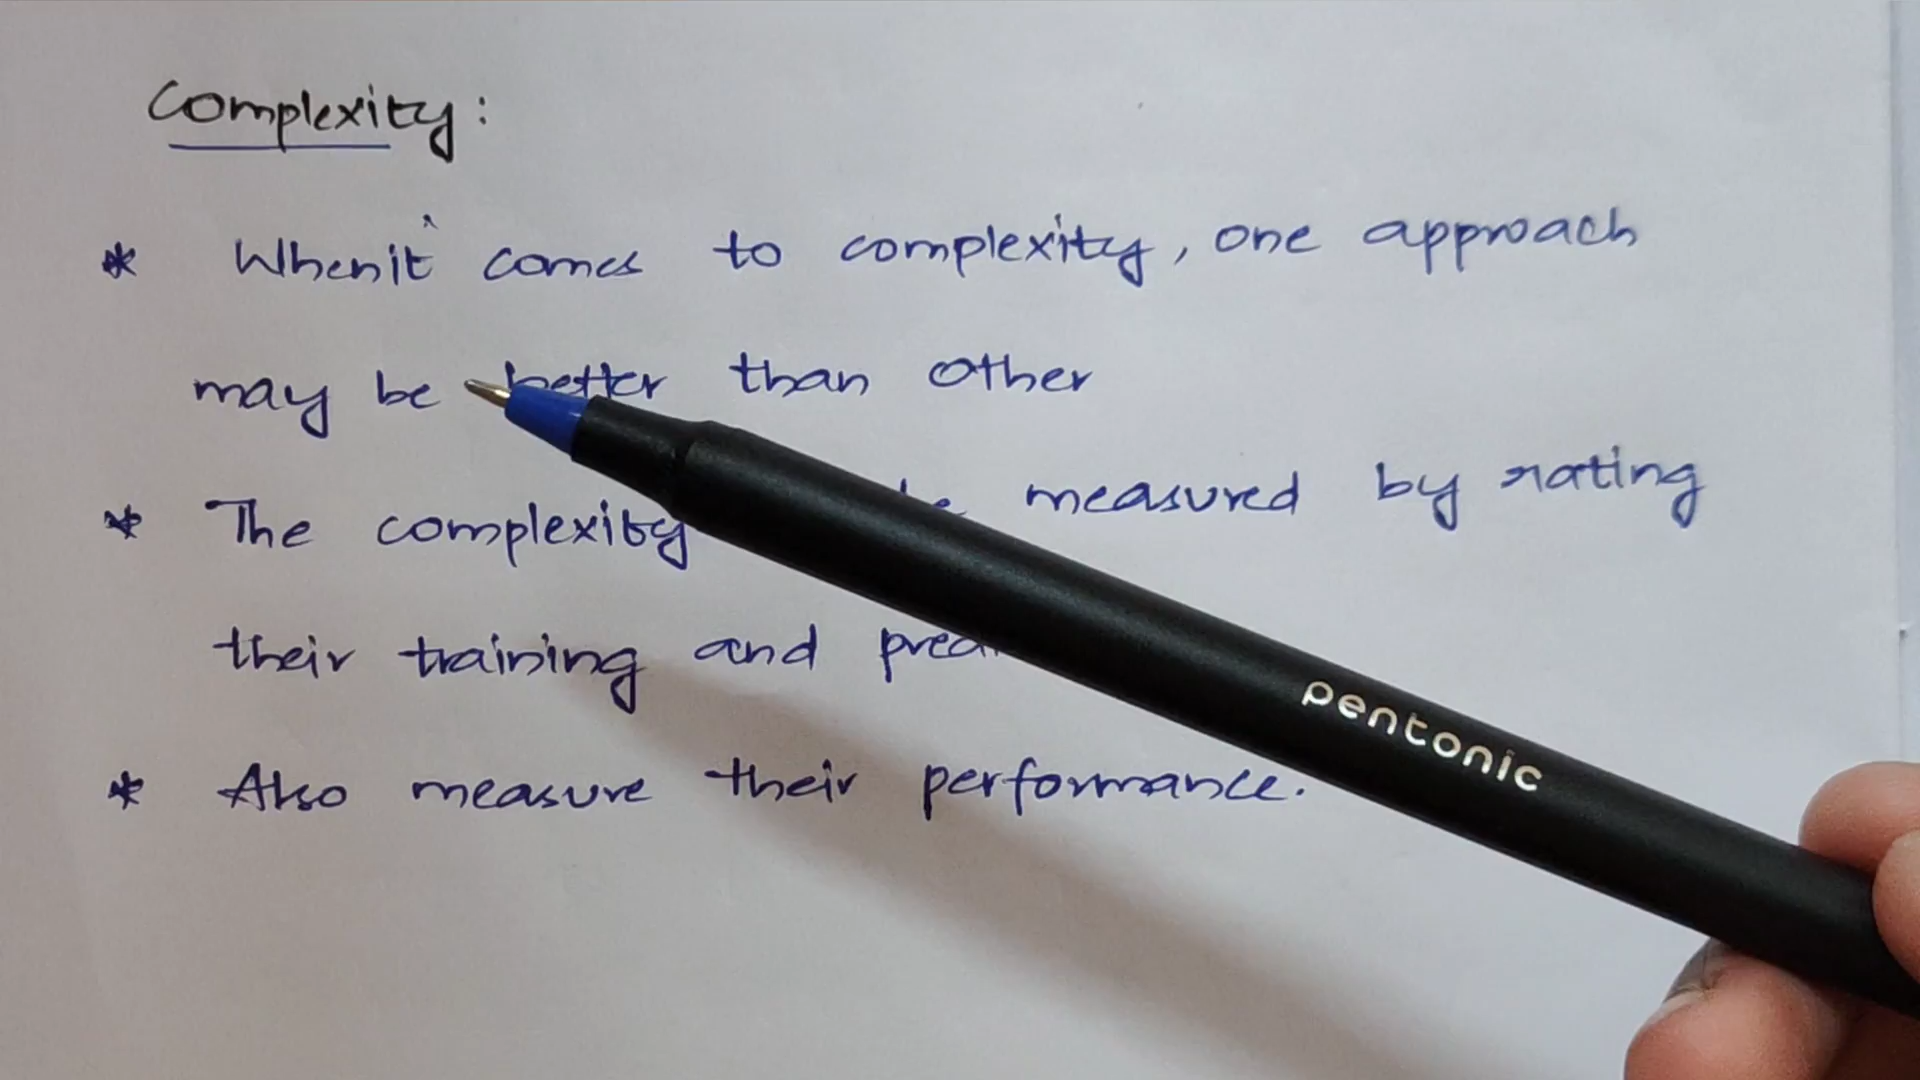 Complexity:
* When it comes to complexity, one approach
may be better than other
* The complexity measured by rating
their training and
* Also measure their performance.
pentonic